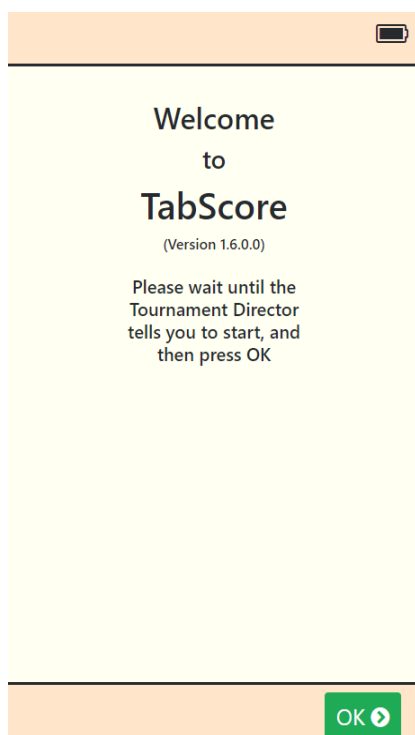 Welcome
to
TabScore
(Version 1.6.0.0)
Please wait until the
Tournament Director
tells you to start, and
then press OK
OK